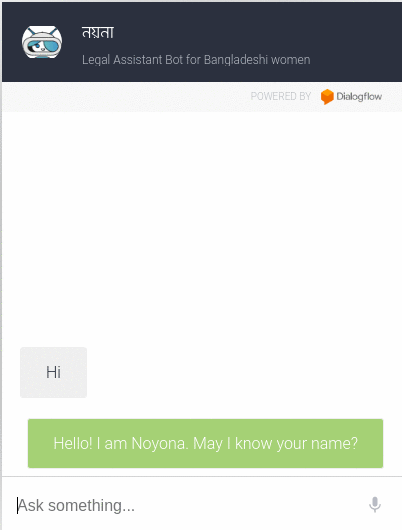 নয়না
Legal Assistant Bot for Bangladeshi women
POWERED BY Dialogflow
Hi
Hello! I am Noyona. May I know your name?
Ask something...